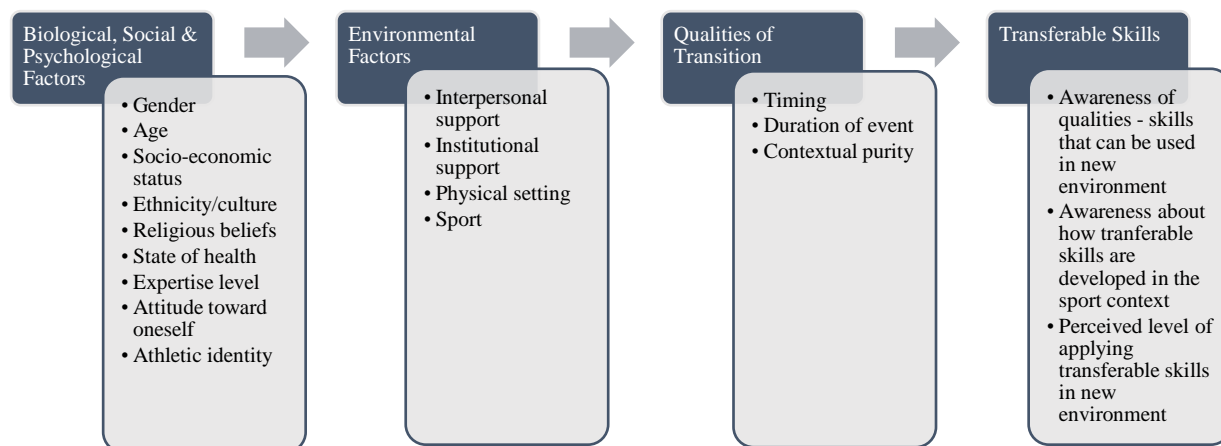 Biological, Social &
Psychological
Factors
• Gender
• Age
• Socio-economic
status
• Ethnicity/culture
• Religious beliefs
• State of health
• Expertise level
• Attitude toward
oneself
• Athletic identity
Environmental
Factors
• Interpersonal
support
• Institutional
support
• Physical setting
• Sport
Qualities of
Transition
• Timing
• Duration of event
• Contextual purity
Transferable Skills
• Awareness of
qualities - skills
that can be used
in new
environment
• Awareness about
how tranferable
skills are
developed in the
sport context
• Perceived level of
applying
transferable skills
in new
environment